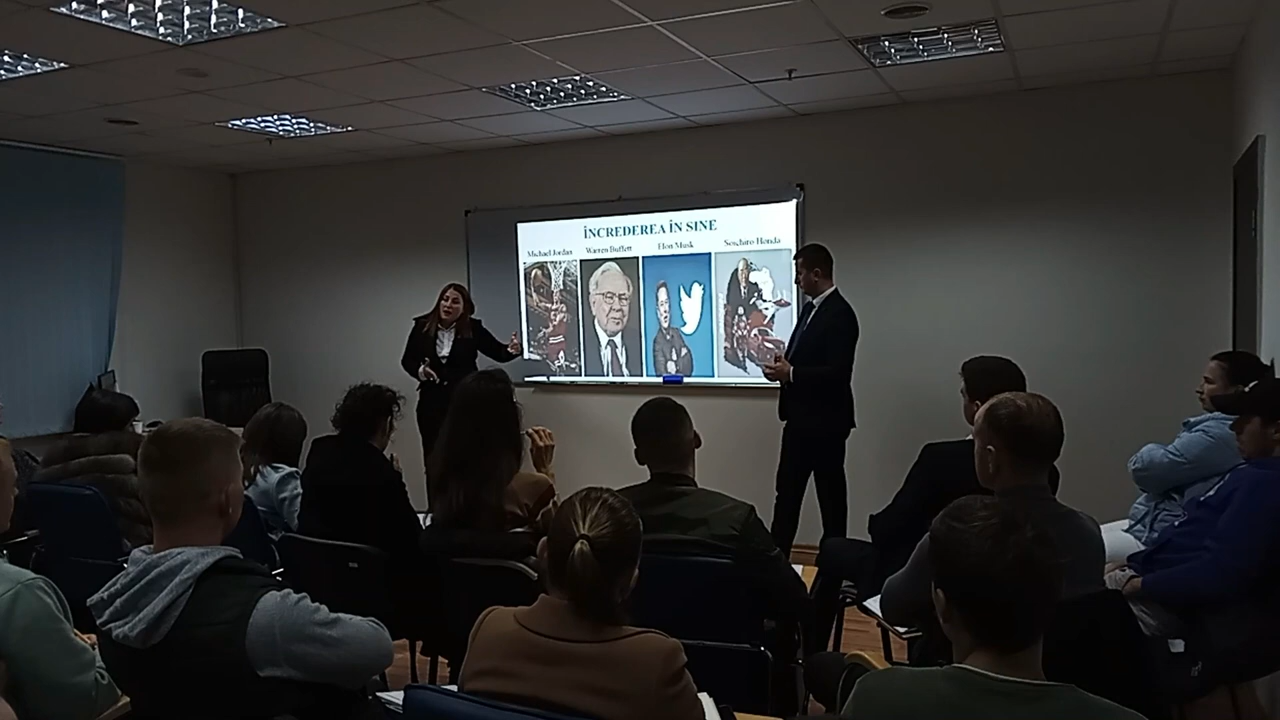 ÎNCREDEREA ÎN SINE
Michael Jordan Warren Buffett Elon Musk Soichiro Honda